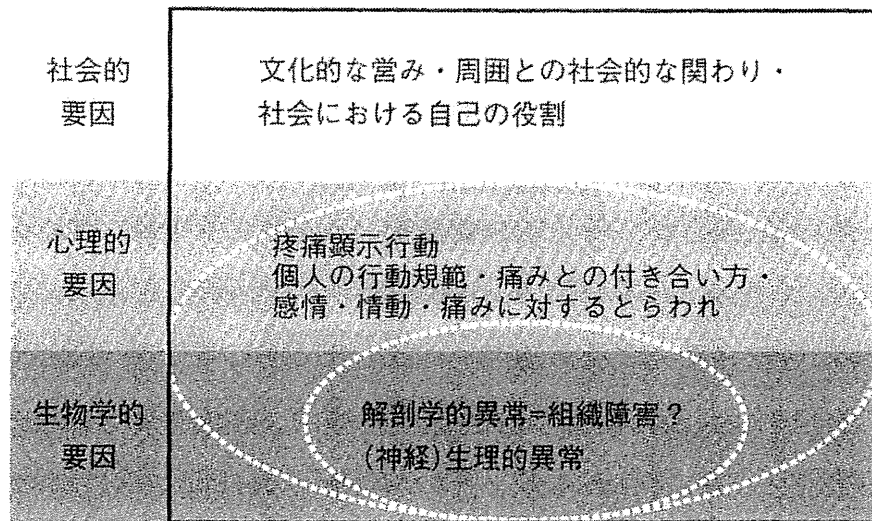 社会的
要因
文化的な営み・周囲との社会的な関わり・
社会における自己の役割
心理的
要因
疼痛顕示行動
個人の行動規範・痛みとの付き合い方・
感情・情動・痛みに対するとらわれ
生物学的
要因
解剖学的異常=組織障害？
(神経)生理的異常